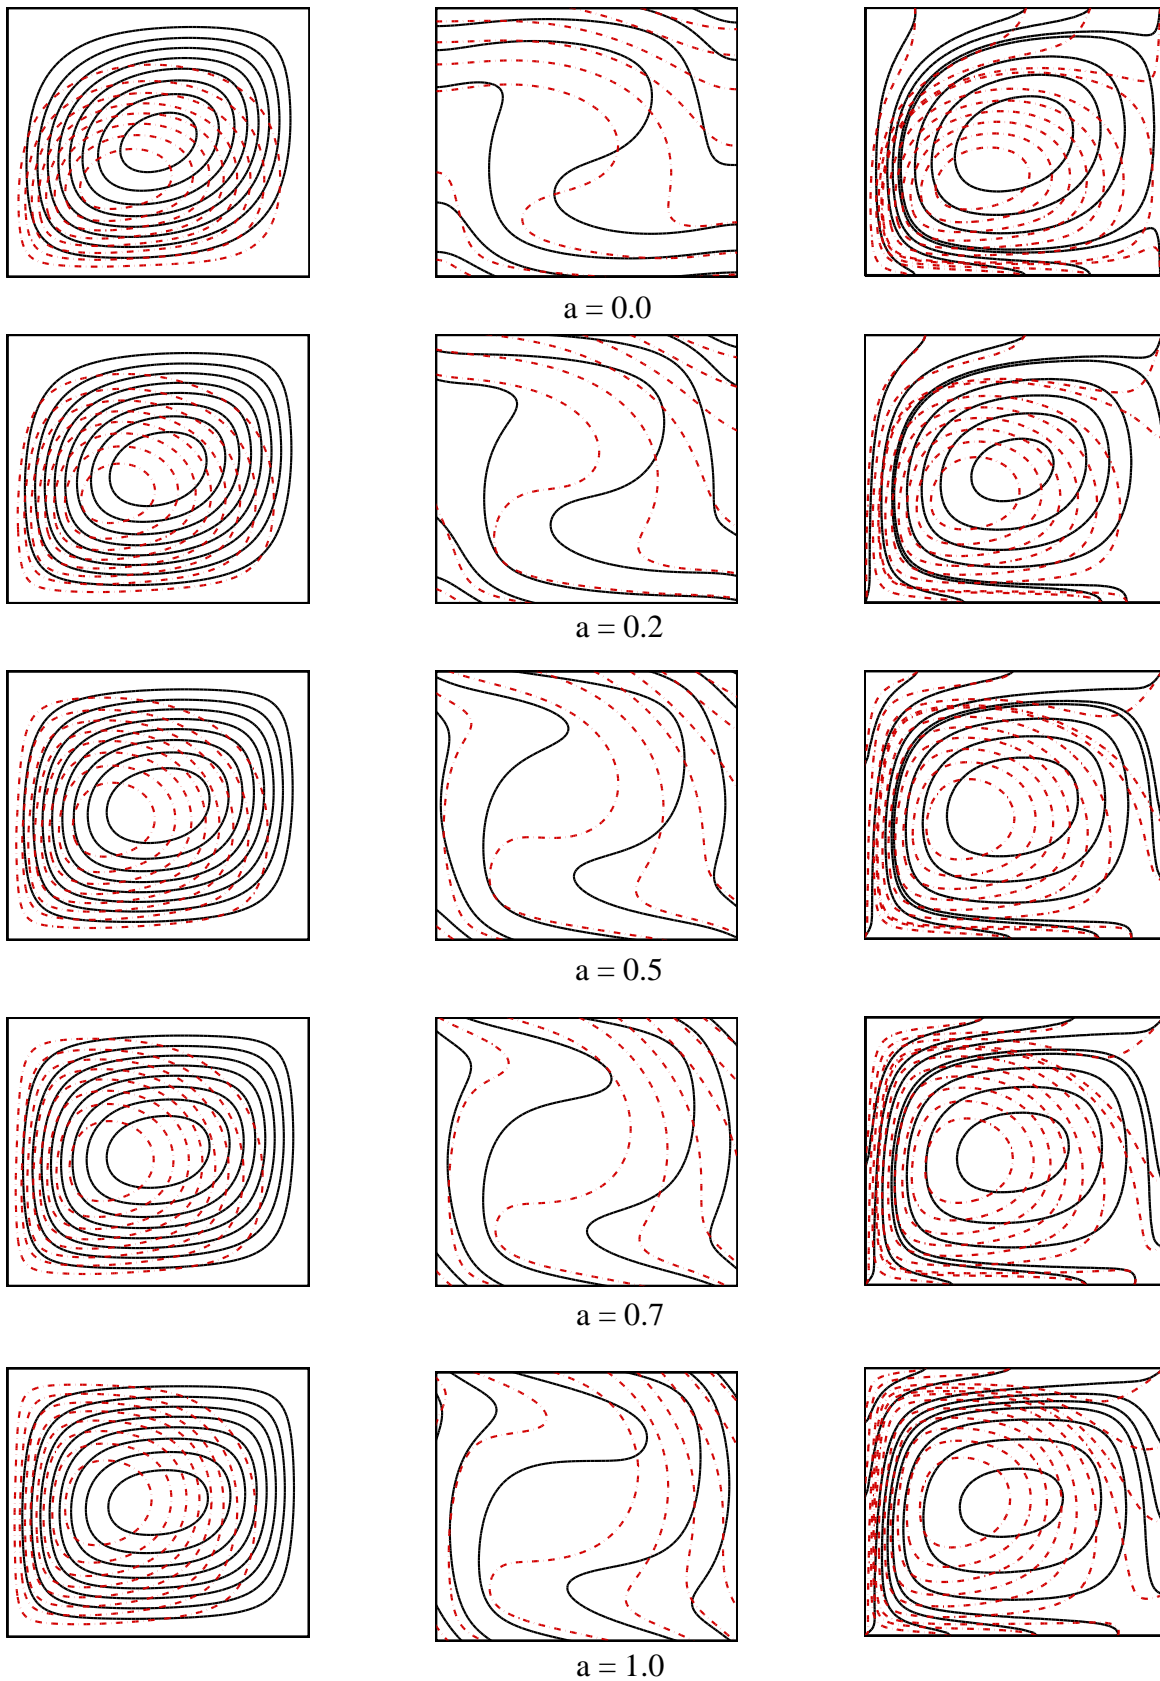 a = 0.0
a = 0.2
a = 0.5
a = 0.7
a = 1.0